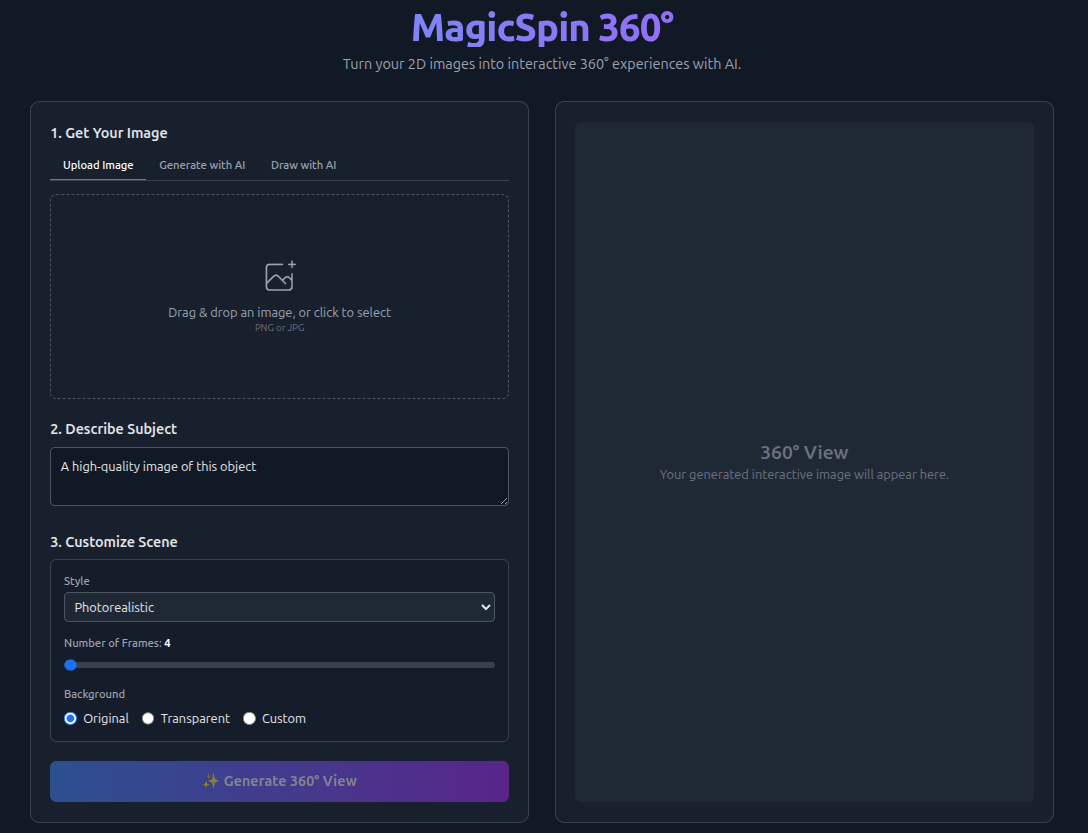 MagicSpin 360°
Turn your 2D images into interactive 360° experiences with AI.
1. Get Your Image
Upload Image Generate with AI Draw with AI
Drag & drop an image, or click to select
PNG or JPG
2. Describe Subject
A high-quality image of this object
3. Customize Scene
Style
Photorealistic
Number of Frames: 4
Background
Original Transparent Custom
✨ Generate 360° View
360° View
Your generated interactive image will appear here.